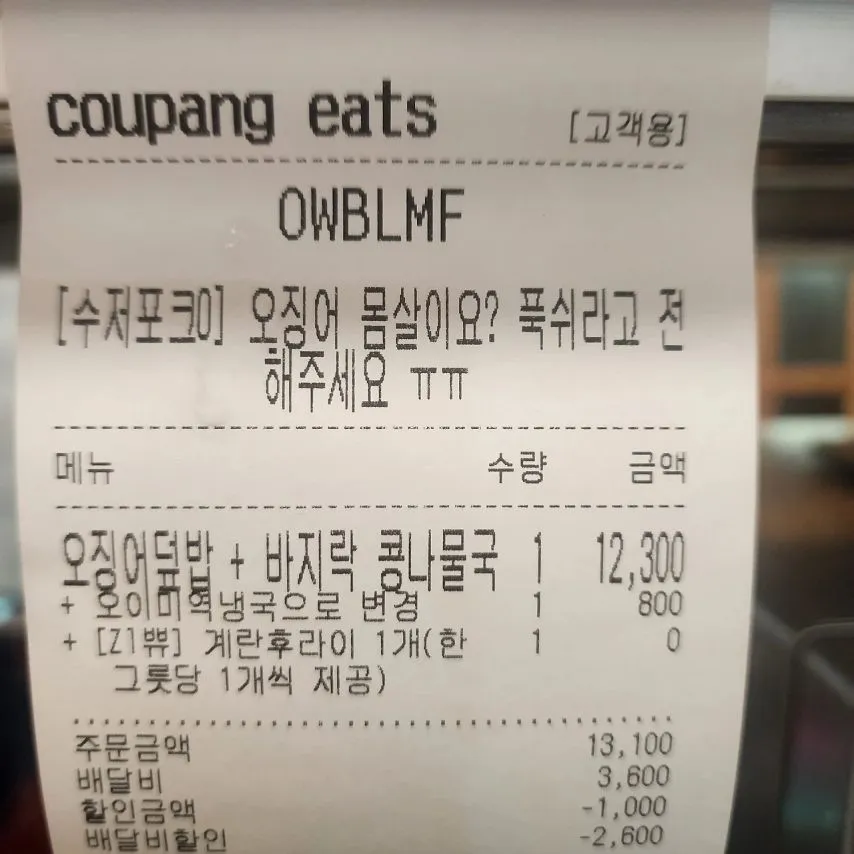 coupang eats [고객용]
OWBLMF
[수저포크0] 오징어 몸살이요? 푹쉬라고 전
해주세요 ㅠㅠ
메뉴 수량 금액
오징어덮밥 + 바지락 콩나물국 1 12,300
+ 오이미역냉국으로 변경 1 800
+ [Z1쀼] 계란후라이 1개(한 1 0
그릇당 1개씩 제공)
주문금액 13,100
배달비 3,600
할인금액 -1,000
배달비할인 -2,600